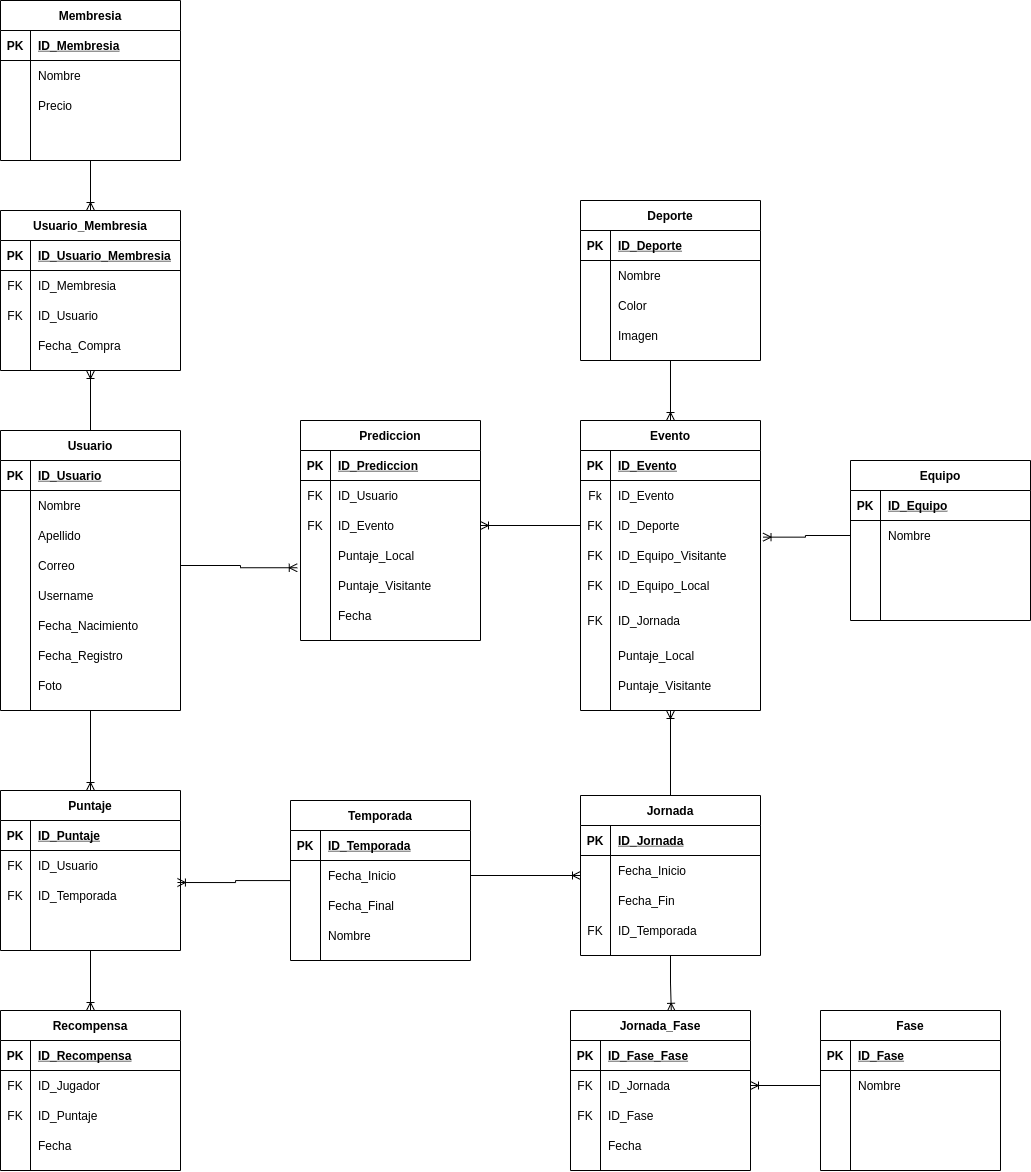 Membresia
PK ID_Membresia
Nombre
Precio
Usuario_Membresia
PK ID_Usuario_Membresia
FK ID_Membresia
FK ID_Usuario
Fecha_Compra
Usuario
PK ID_Usuario
Nombre
Apellido
Correo
Username
Fecha_Nacimiento
Fecha_Registro
Foto
Prediccion
PK ID_Prediccion
FK ID_Usuario
FK ID_Evento
Puntaje_Local
Puntaje_Visitante
Fecha
Deporte
PK ID_Deporte
Nombre
Color
Imagen
Evento
PK ID_Evento
Fk ID_Evento
FK ID_Deporte
FK ID_Equipo_Visitante
FK ID_Equipo_Local
FK ID_Jornada
Puntaje_Local
Puntaje_Visitante
Equipo
PK ID_Equipo
Nombre
Puntaje
PK ID_Puntaje
FK ID_Usuario
FK ID_Temporada
Temporada
PK ID_Temporada
Fecha_Inicio
Fecha_Final
Nombre
Jornada
PK ID_Jornada
Fecha_Inicio
Fecha_Fin
FK ID_Temporada
Recompensa
PK ID_Recompensa
FK ID_Jugador
FK ID_Puntaje
Fecha
Jornada_Fase
PK ID_Fase_Fase
FK ID_Jornada
FK ID_Fase
Fecha
Fase
PK ID_Fase
Nombre